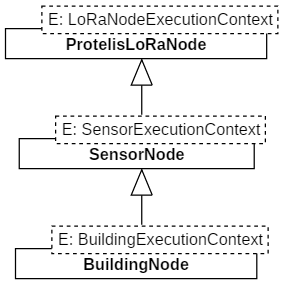 E: LoRaNodeExecutionContext
ProtelisLoRaNode
E: SensorExecutionContext
SensorNode
E: BuildingExecutionContext
BuildingNode